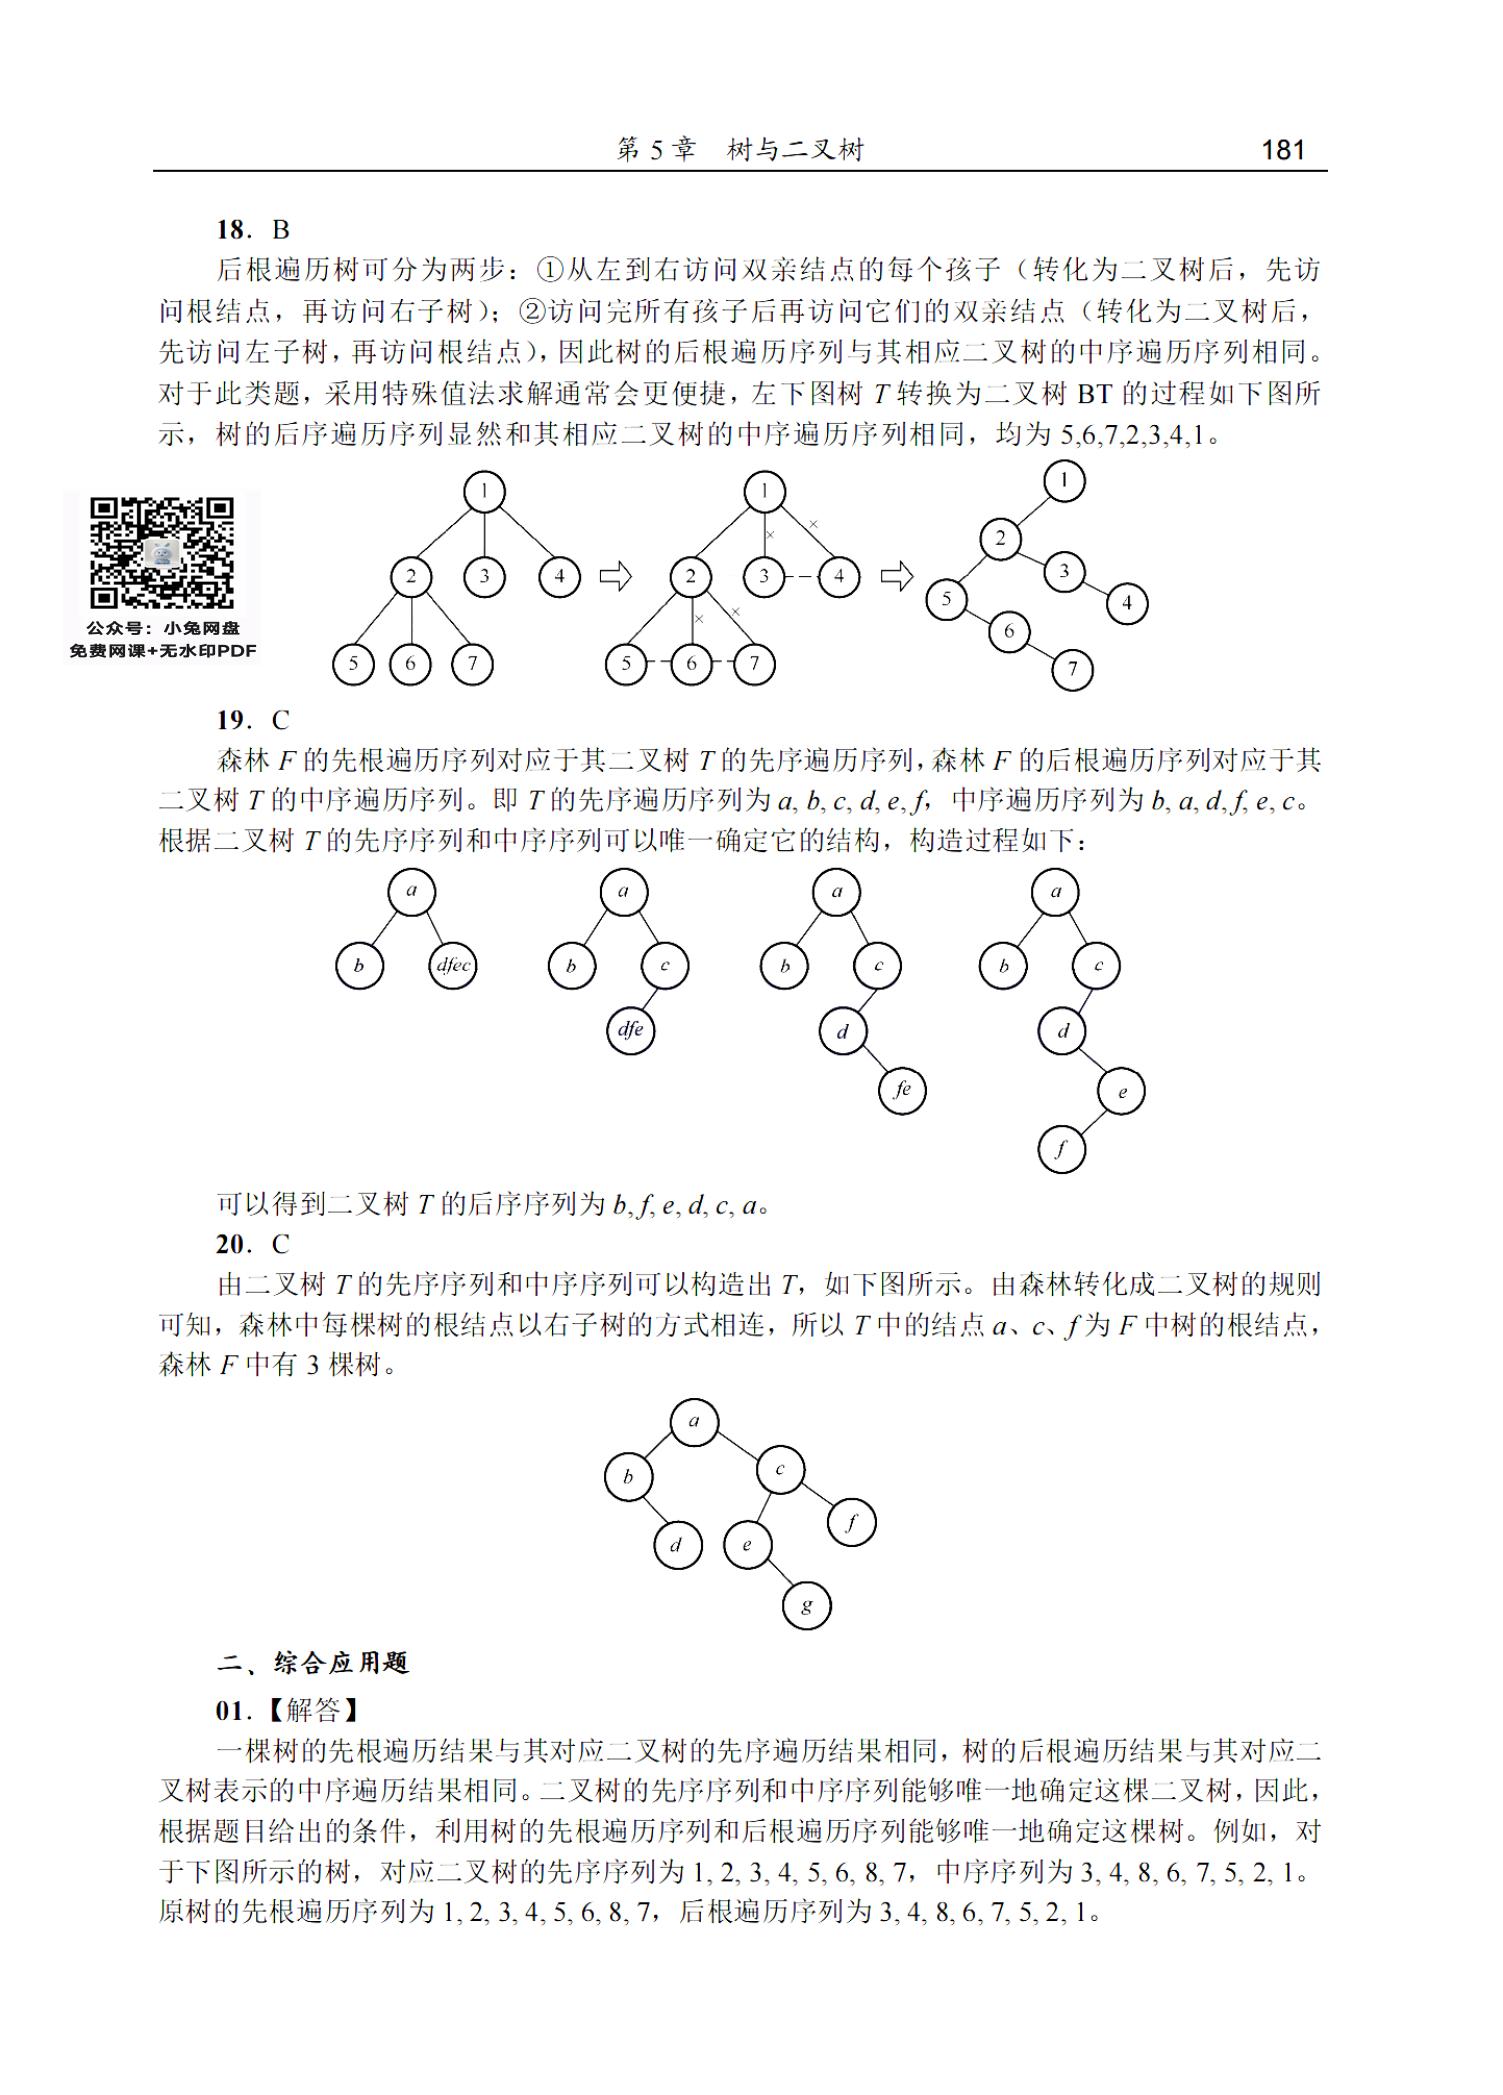 第 5 章 树与二叉树 181
18. B
后根遍历树可分为两步：①从左到右访问双亲结点的每个孩子（转化为二叉树后，先访
问根结点，再访问右子树）；②访问完所有孩子后再访问它们的双亲结点（转化为二叉树后，
先访问左子树，再访问根结点），因此树的后根遍历序列与其相应二叉树的中序遍历序列相同。
对于此类题，采用特殊值法求解通常会更便捷，左下图树 T 转换为二叉树 BT 的过程如下图所
示，树的后序遍历序列显然和其相应二叉树的中序遍历序列相同，均为 5,6,7,2,3,4,1。
1 1 1
2 3 4 2 3 4 2 3 4
5 6 7 5 6 7 5 6 7
公众号：小兔网盘
免费网课+无水印PDF
19. C
森林 F 的先根遍历序列对应于其二叉树 T 的先序遍历序列，森林 F 的后根遍历序列对应于其
二叉树 T 的中序遍历序列。即 T 的先序遍历序列为 a, b, c, d, e, f，中序遍历序列为 b, a, d, f, e, c。
根据二叉树 T 的先序序列和中序序列可以唯一确定它的结构，构造过程如下：
a a a a
b dfec b c b c b c
dfe d d
fe e
f
可以得到二叉树 T 的后序序列为 b, f, e, d, c, a。
20. C
由二叉树 T 的先序序列和中序序列可以构造出 T，如下图所示。由森林转化成二叉树的规则
可知，森林中每棵树的根结点以右子树的方式相连，所以 T 中的结点 a、c、f 为 F 中树的根结点，
森林 F 中有 3 棵树。
a
b c
d e f
g
二、综合应用题
01.【解答】
一棵树的先根遍历结果与其对应二叉树的先序遍历结果相同，树的后根遍历结果与其对应二
叉树表示的中序遍历结果相同。二叉树的先序序列和中序序列能够唯一地确定这棵二叉树，因此，
根据题目给出的条件，利用树的先根遍历序列和后根遍历序列能够唯一地确定这棵树。例如，对
于下图所示的树，对应二叉树的先序序列为 1, 2, 3, 4, 5, 6, 8, 7，中序序列为 3, 4, 8, 6, 7, 5, 2, 1。
原树的先根遍历序列为 1, 2, 3, 4, 5, 6, 8, 7，后根遍历序列为 3, 4, 8, 6, 7, 5, 2, 1。